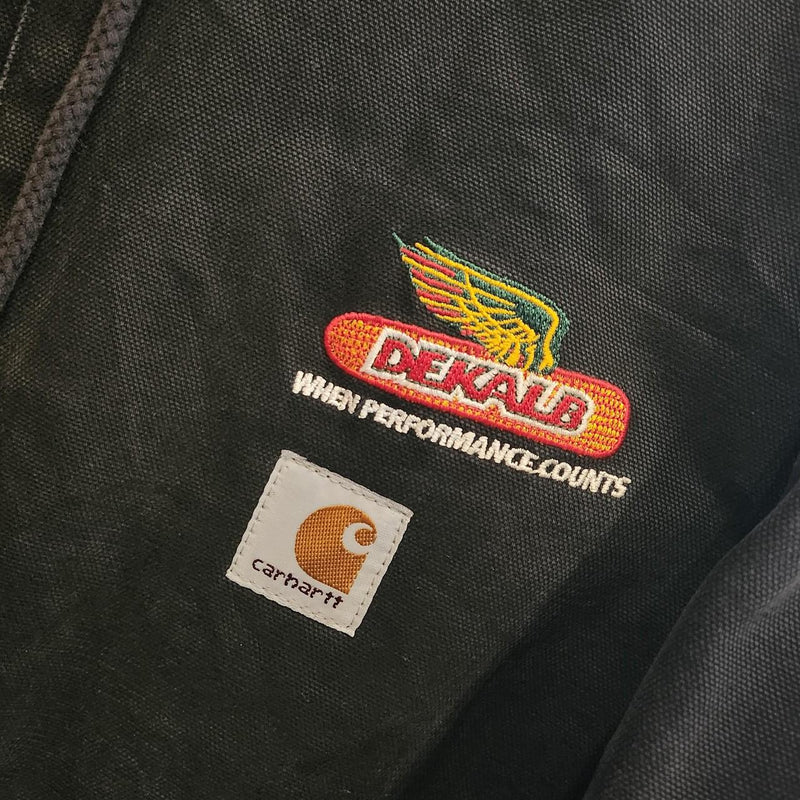 DEKALB
WHEN PERFORMANCE COUNTS
carhartt